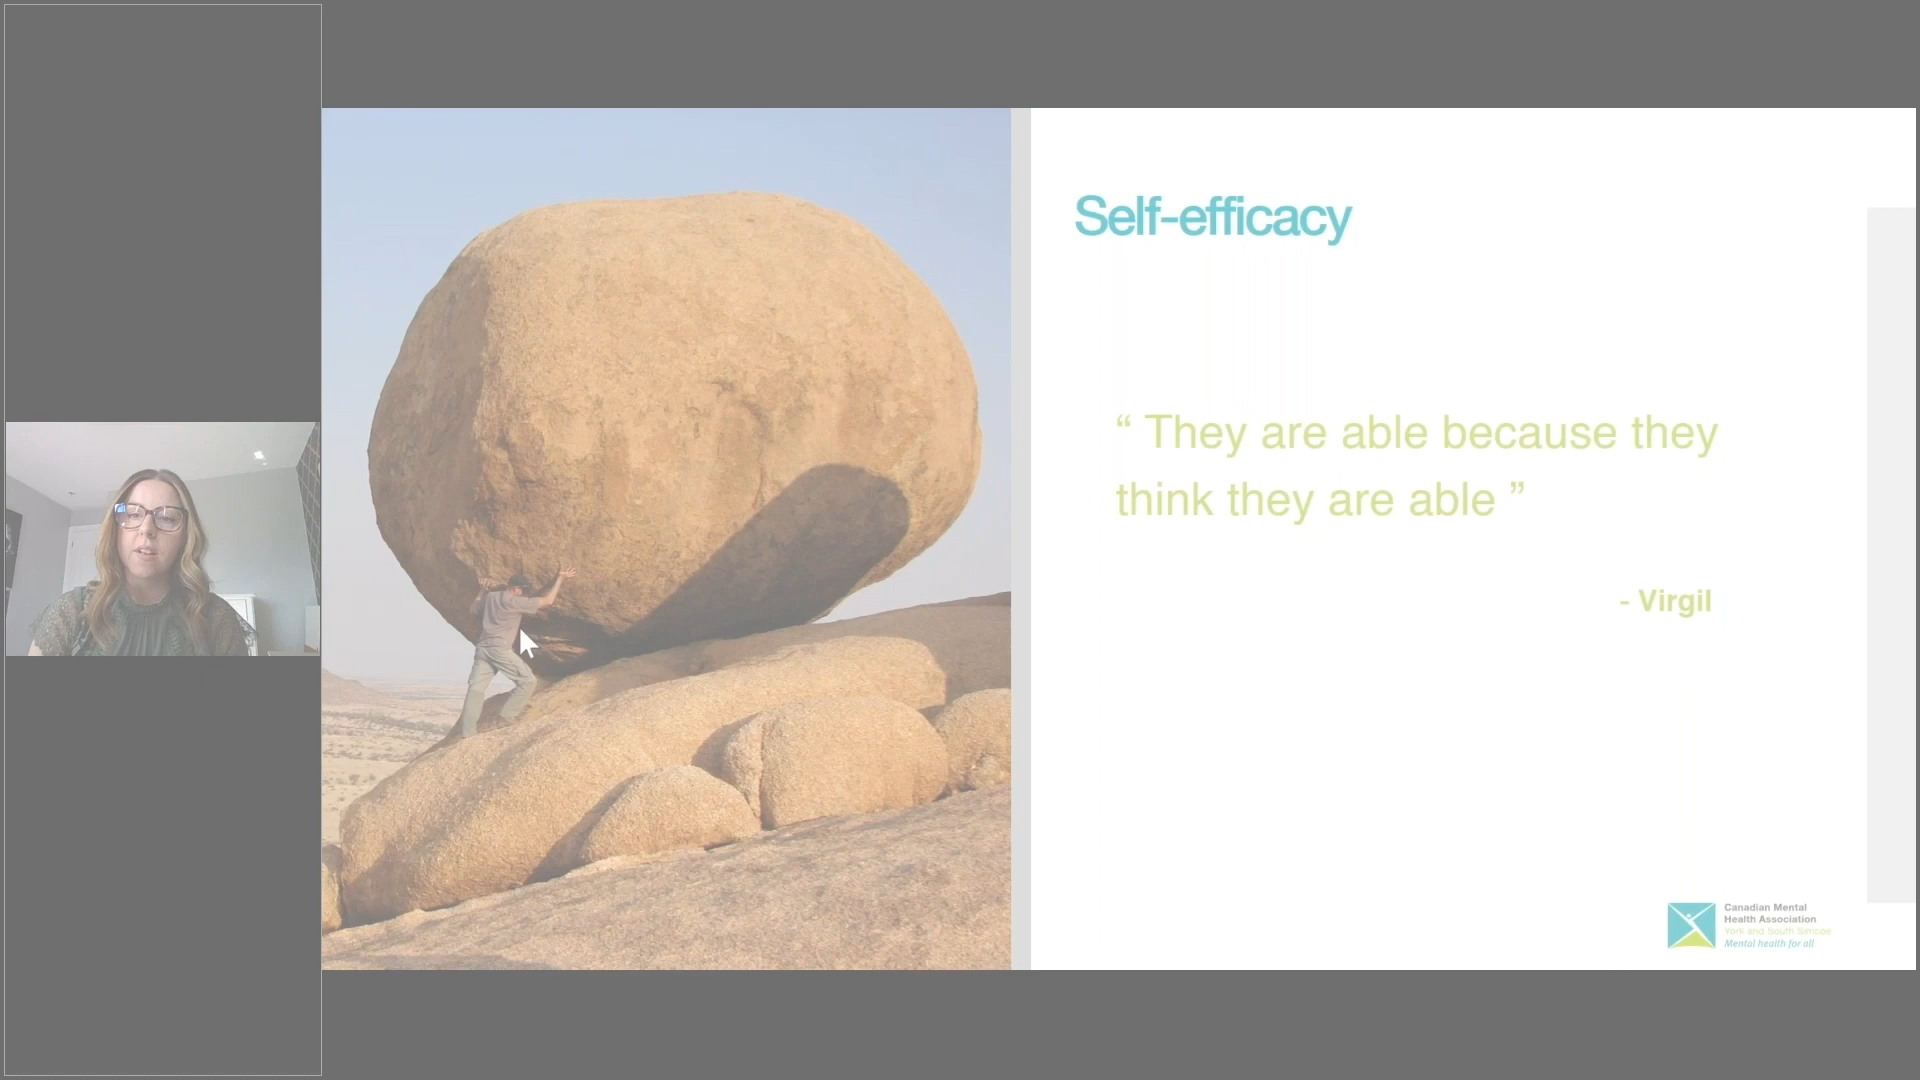 Self-efficacy
“ They are able because they
think they are able ”
- Virgil
Canadian Mental
Health Association
York and South Simcoe
Mental health for all